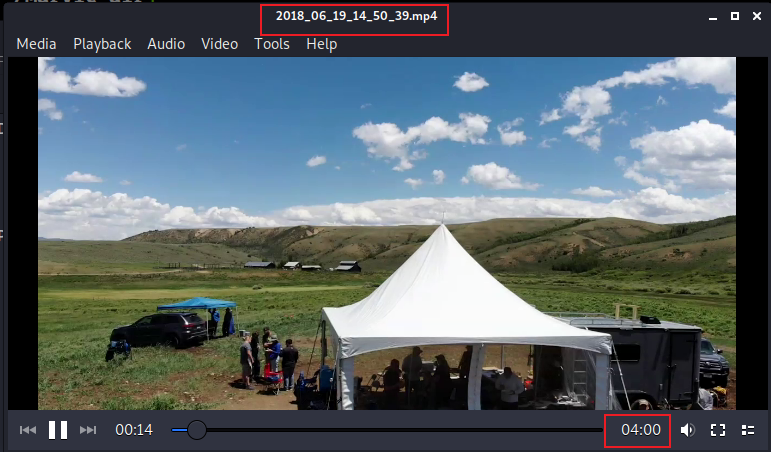 2018_06_19_14_50_39.mp4
Media Playback Audio Video Tools Help
00:14 04:00